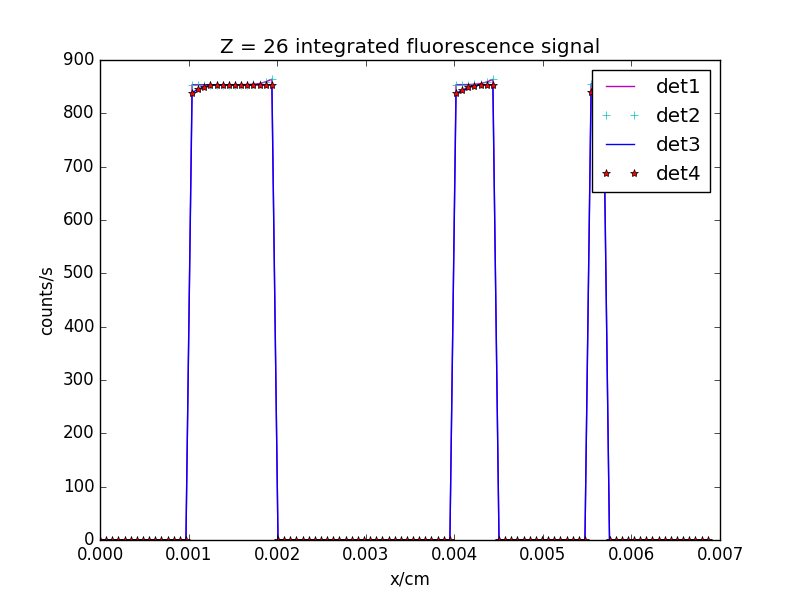 Z = 26 integrated fluorescence signal
900
800
700
600
500
400
300
200
100
0
counts/s
det1
det2
det3
det4
0.000 0.001 0.002 0.003 0.004 0.005 0.006 0.007
x/cm